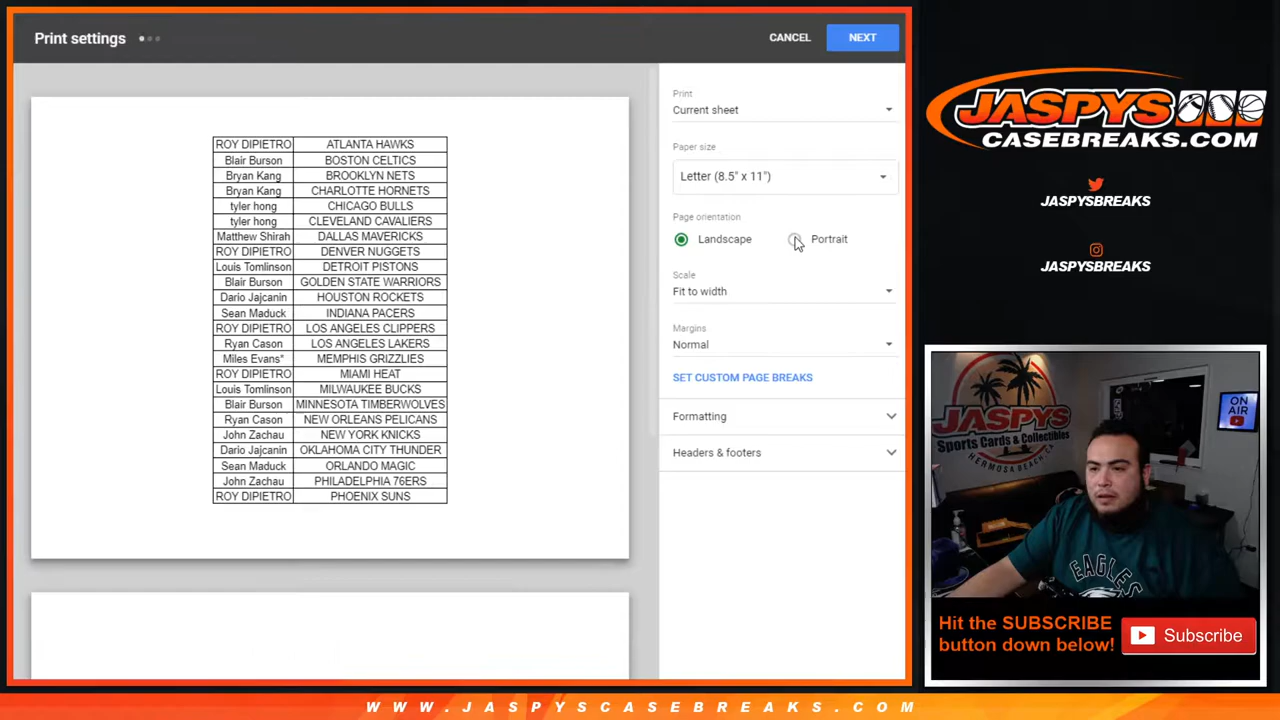 Print settings
CANCEL
NEXT
ROY DIPIETRO ATLANTA HAWKS
Blair Burson BOSTON CELTICS
Bryan Kang BROOKLYN NETS
Bryan Kang CHARLOTTE HORNETS
tyler hong CHICAGO BULLS
tyler hong CLEVELAND CAVALIERS
Matthew Shirah DALLAS MAVERICKS
ROY DIPIETRO DENVER NUGGETS
Louis Tomlinson DETROIT PISTONS
Blair Burson GOLDEN STATE WARRIORS
Dario Jajcanin HOUSTON ROCKETS
Sean Maduck INDIANA PACERS
ROY DIPIETRO LOS ANGELES CLIPPERS
Ryan Cason LOS ANGELES LAKERS
Miles Evans* MEMPHIS GRIZZLIES
ROY DIPIETRO MIAMI HEAT
Louis Tomlinson MILWAUKEE BUCKS
Blair Burson MINNESOTA TIMBERWOLVES
Ryan Cason NEW ORLEANS PELICANS
John Zachau NEW YORK KNICKS
Dario Jajcanin OKLAHOMA CITY THUNDER
Sean Maduck ORLANDO MAGIC
John Zachau PHILADELPHIA 76ERS
ROY DIPIETRO PHOENIX SUNS
Print
Current sheet
Paper size
Letter (8.5" x 11")
Page orientation
Landscape
Portrait
Scale
Fit to width
Margins
Normal
SET CUSTOM PAGE BREAKS
Formatting
Headers & footers
JASPYS
CASEBREAKS.COM
JASPYSBREAKS
JASPYSBREAKS
JASPYS
Sports Cards & Collectibles
HERMOSA BEACH, CA
ON AIR
EAGLES
Hit the SUBSCRIBE
button down below!
Subscribe
WWW.JASPYSCASEBREAKS.COM